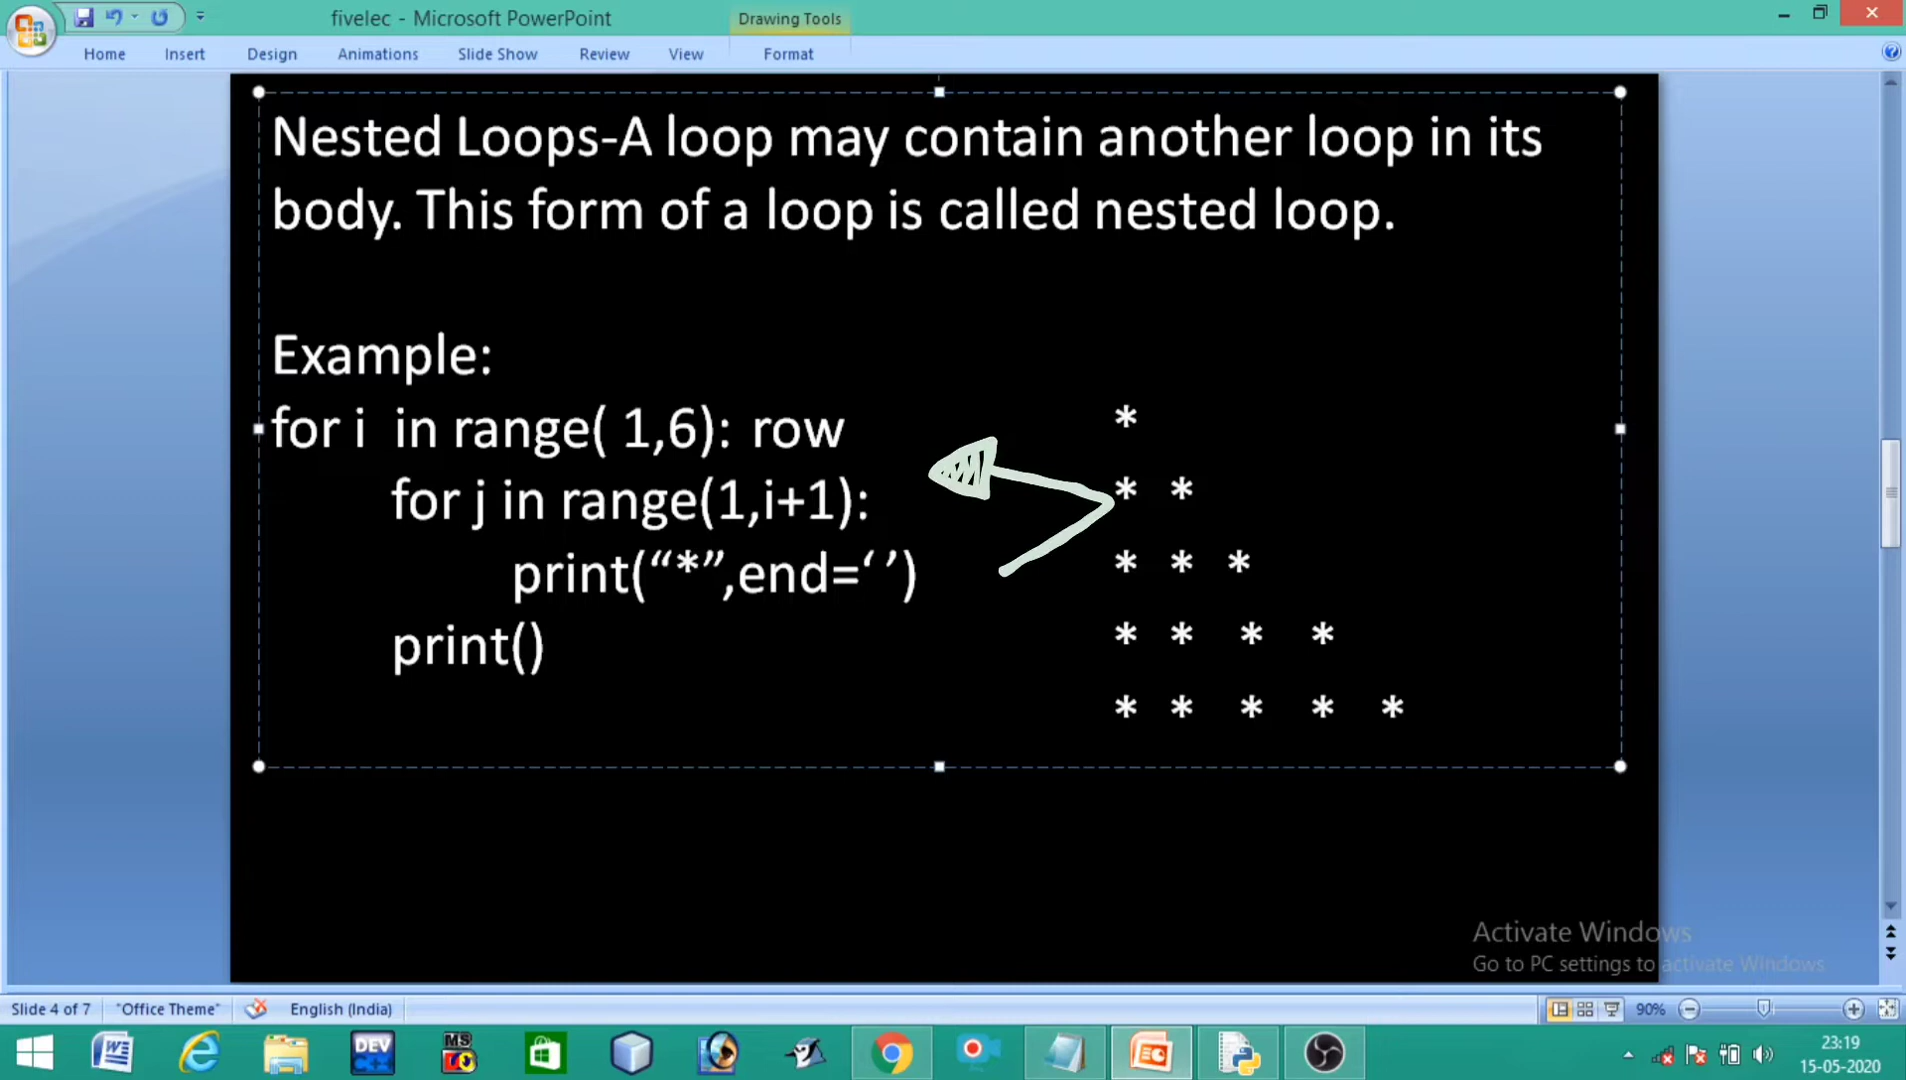 fivelec - Microsoft PowerPoint
Drawing Tools
Home Insert Design Animations Slide Show Review View Format
Nested Loops-A loop may contain another loop in its
body. This form of a loop is called nested loop.
Example:
for i in range( 1,6): row
for j in range(1,i+1):
print(“*”,end=‘ ’)
print()
*
* *
* * *
* * * *
* * * * *
Activate Windows
Go to PC settings to activate Windows
Slide 4 of 7 "Office Theme" English (India) 90%
DEV
MS
23:19
15-05-2020